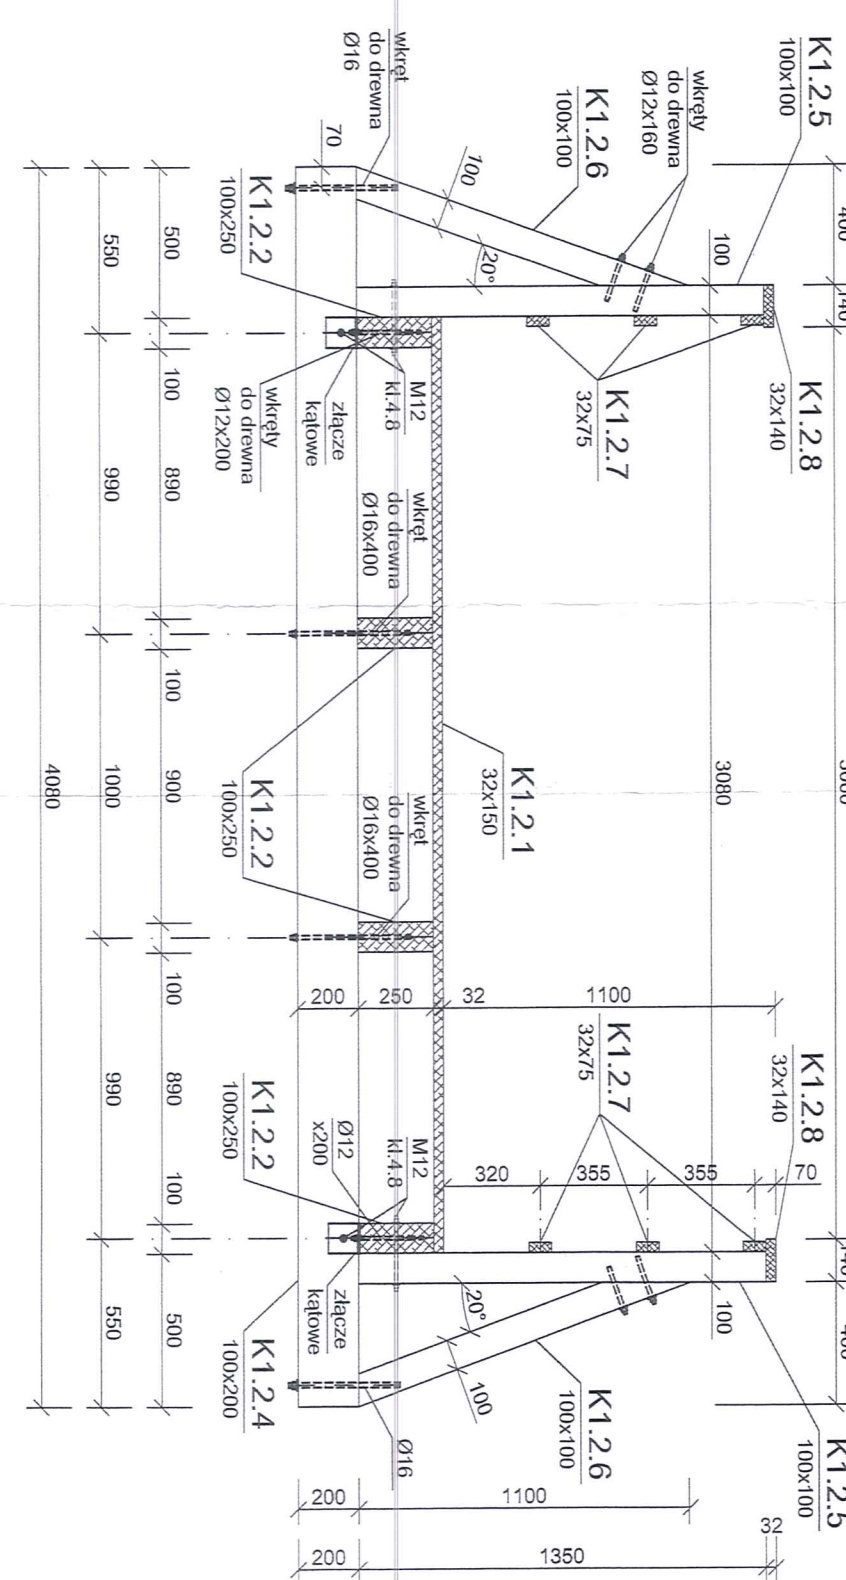 K1.2.5
100x100
wkręty
do drewna
Ø12x160
K1.2.6
100x100
wkręt
do drewna
Ø16
70
100
20°
100
140
K1.2.8
32x140
K1.2.7
32x75
K1.2.2
100x250
M12
kl.4.8
złącze
kątowe
wkręty
do drewna
Ø12x200
wkręt
do drewna
Ø16x400
K1.2.1
32x150
3080
K1.2.2
100x250
wkręt
do drewna
Ø16x400
500
100
890
100
900
100
890
100
500
550
990
1000
990
550
4080
200
250
32
1100
K1.2.7
32x75
K1.2.8
32x140
320
355
355
70
K1.2.2
100x250
Ø12
x200
M12
kl.4.8
złącze
kątowe
K1.2.4
100x200
20°
100
100
K1.2.6
100x100
K1.2.5
100x100
Ø16
200
1100
32
200
1350